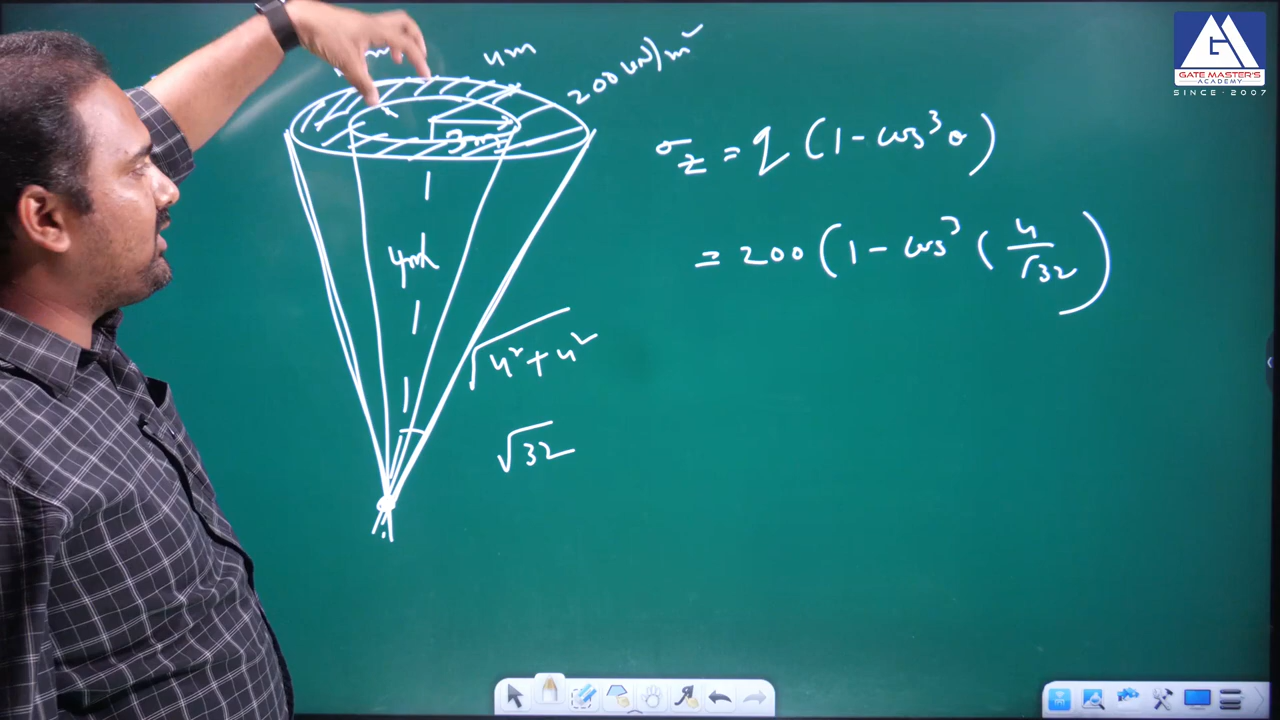 4m
200 kN/m²
3m
4m
√4²+4²
√32
σz = q (1 - cos³θ)
= 200 (1 - cos³ (4/√32))
GATE MASTER'S
ACADEMY
SINCE - 2007